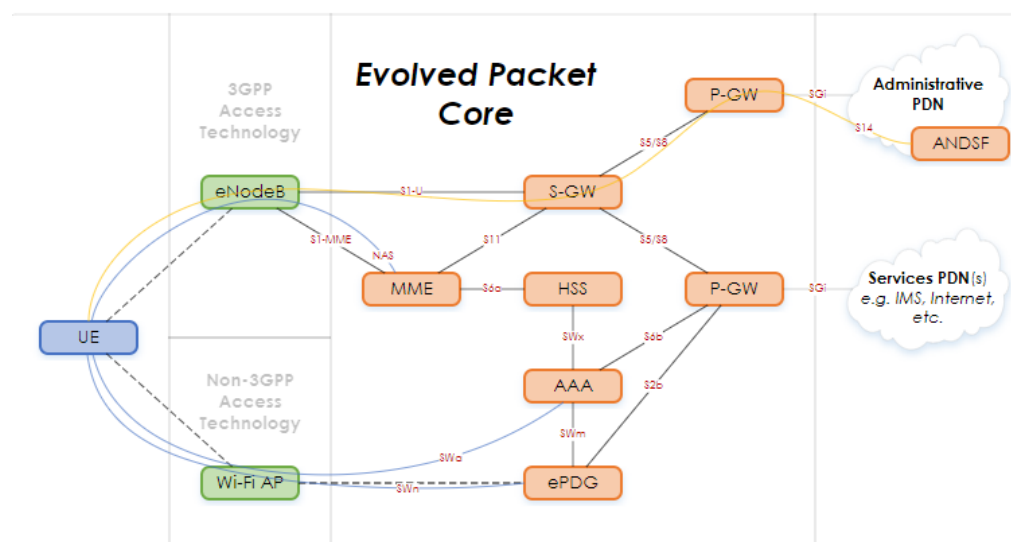 Evolved Packet
Core
3GPP
Access
Technology
P-GW
SGi
Administrative
PDN
S14
ANDSF
S5/S8
eNodeB
S1-U
S-GW
S1-MME
NAS
S11
S5/S8
MME
S6a
HSS
P-GW
SGi
Services PDN(s)
e.g. IMS, Internet,
etc.
UE
SWx
S6b
Non-3GPP
Access
Technology
AAA
S2b
SWm
SWa
Wi-Fi AP
SWn
ePDG